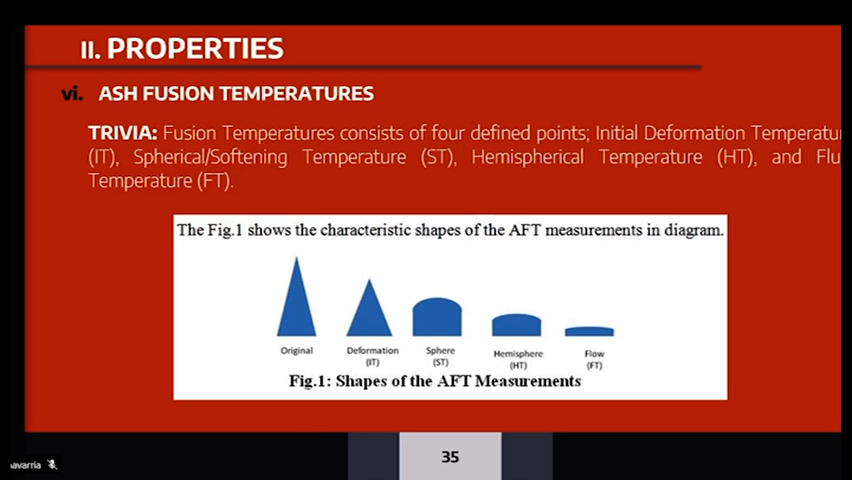 II. PROPERTIES
vi. ASH FUSION TEMPERATURES
TRIVIA: Fusion Temperatures consists of four defined points; Initial Deformation Temperatu
(IT), Spherical/Softening Temperature (ST), Hemispherical Temperature (HT), and Flu
Temperature (FT).
The Fig.1 shows the characteristic shapes of the AFT measurements in diagram.
Original Deformation Sphere Hemisphere Flow
(IT) (ST) (HT) (FT)
Fig.1: Shapes of the AFT Measurements
35
avarria